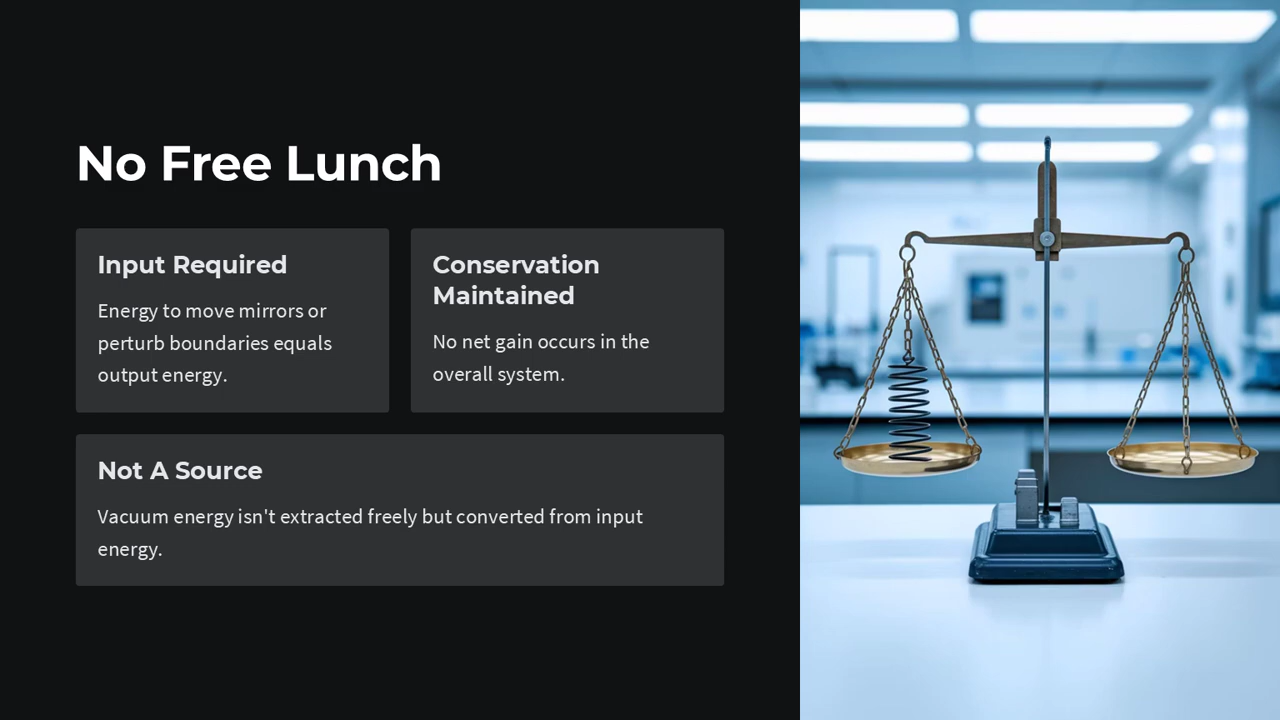 No Free Lunch
Input Required
Energy to move mirrors or
perturb boundaries equals
output energy.
Conservation
Maintained
No net gain occurs in the
overall system.
Not A Source
Vacuum energy isn't extracted freely but converted from input
energy.